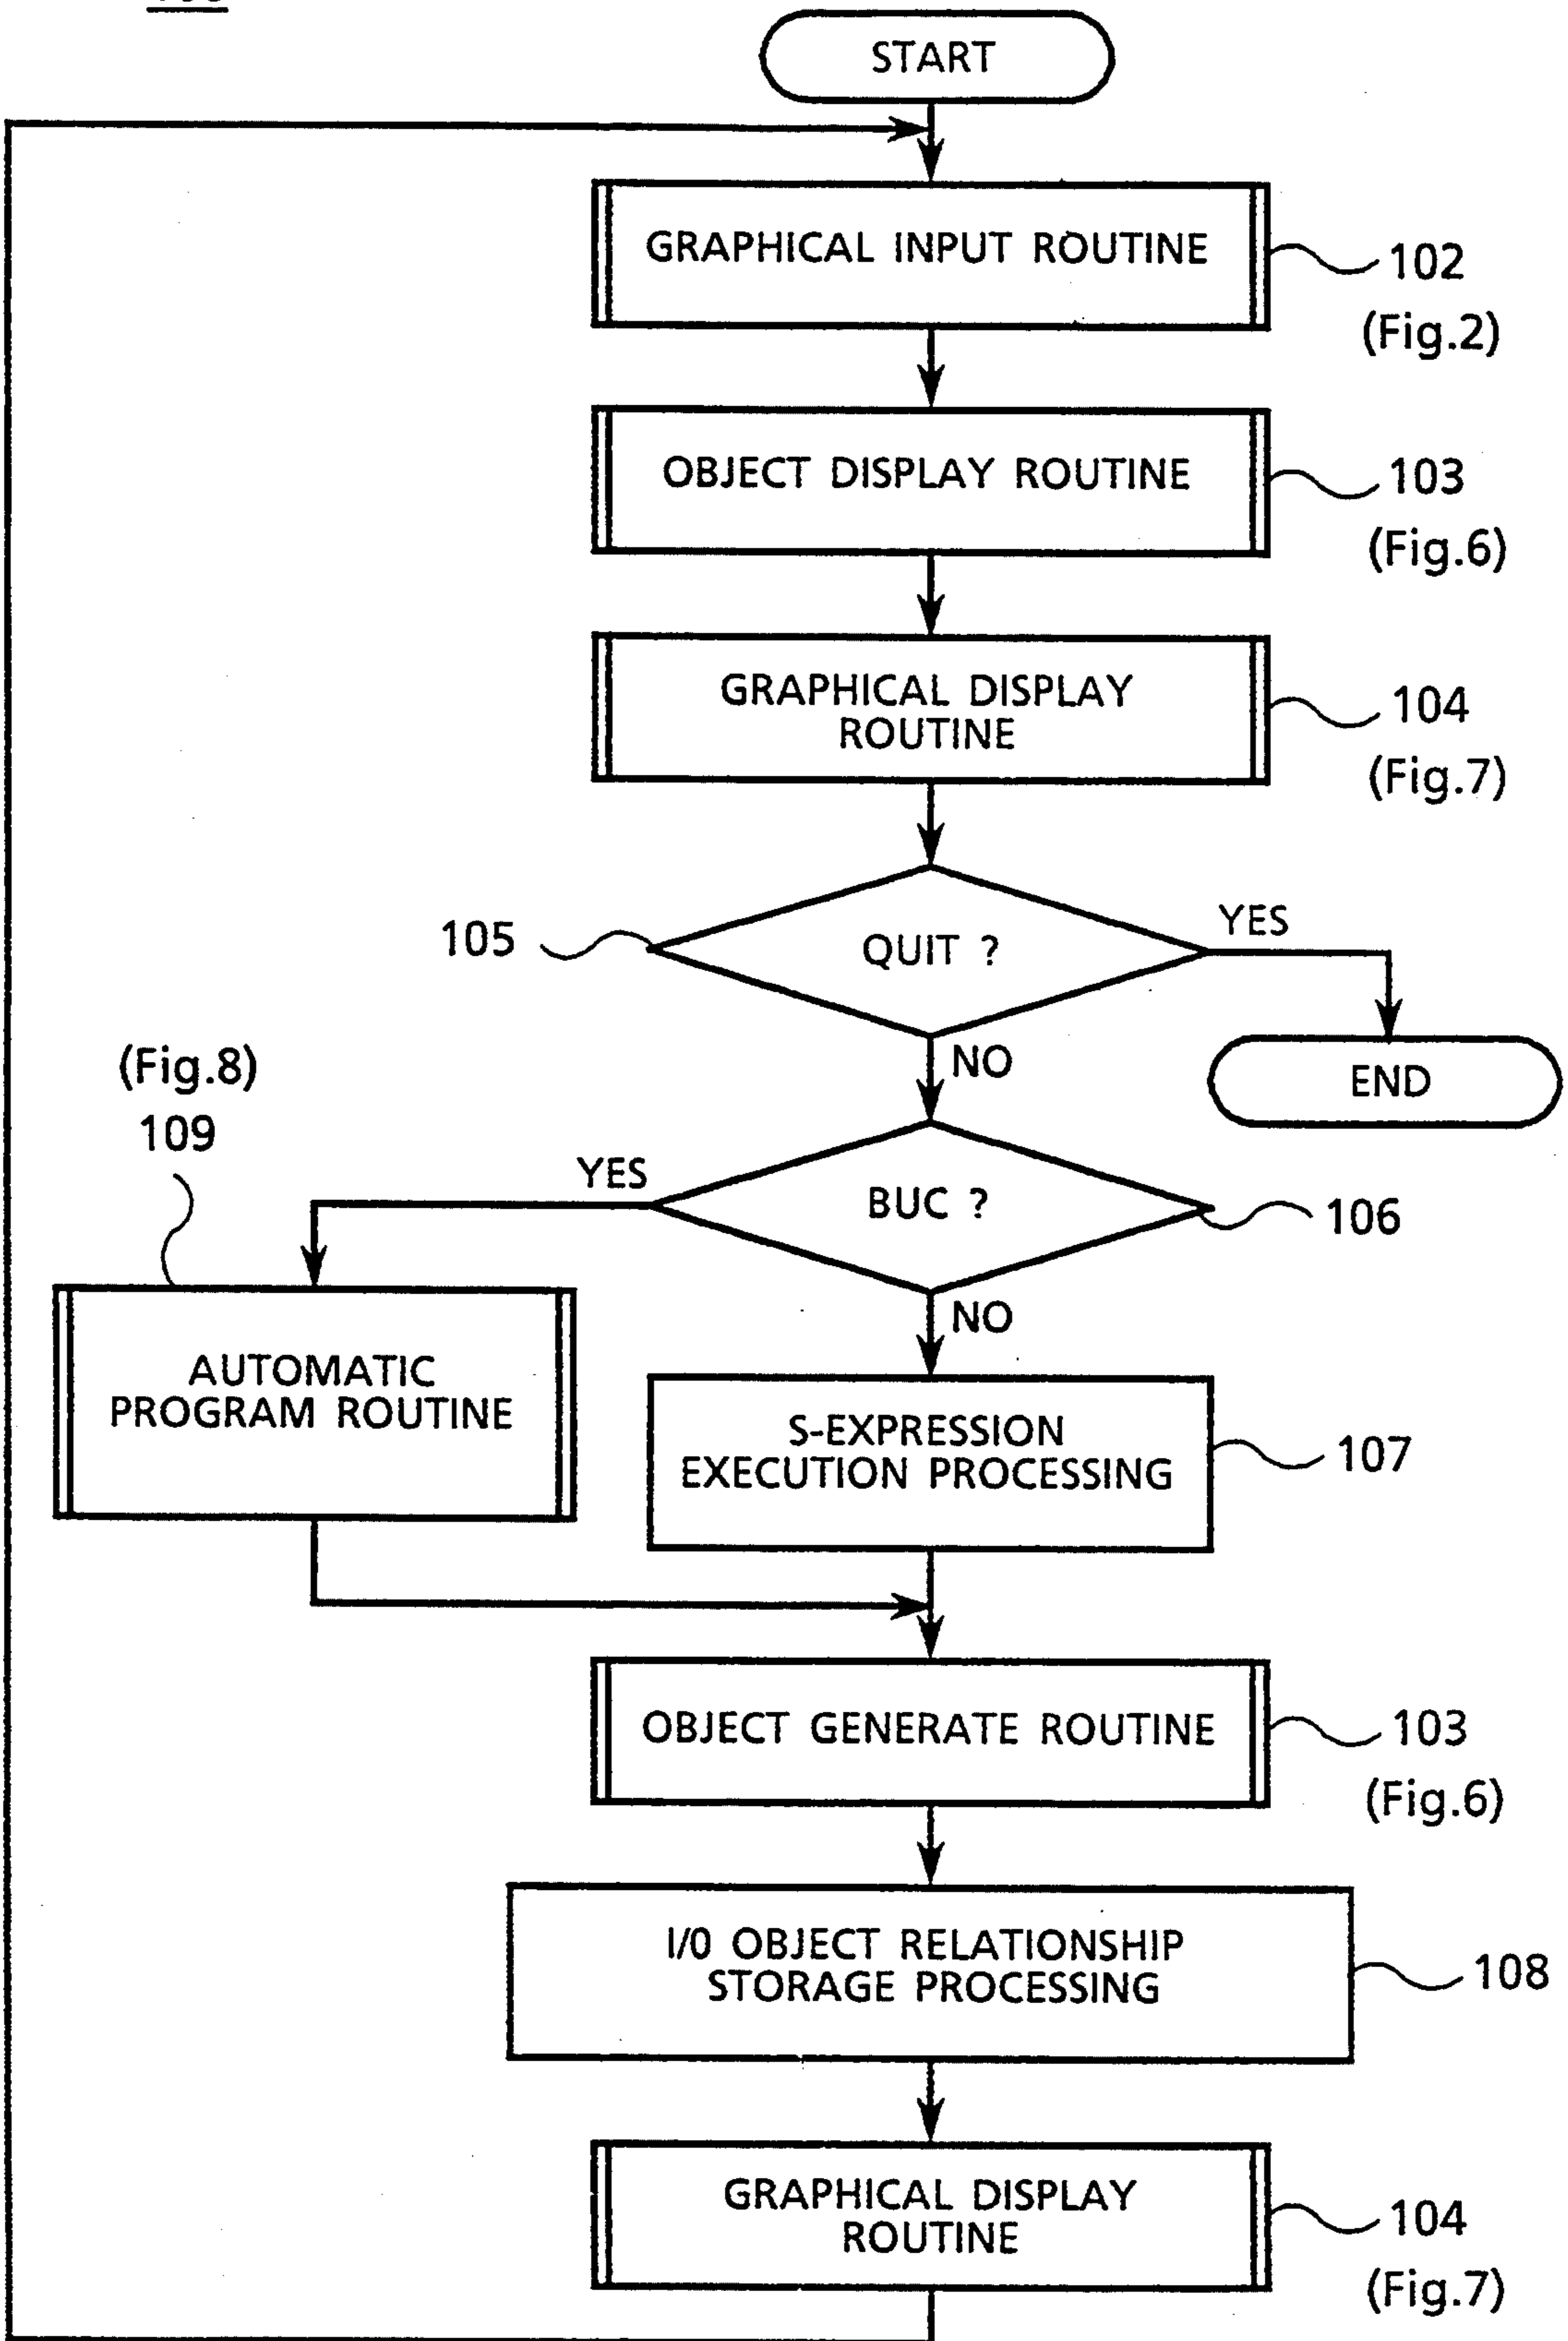 START
GRAPHICAL INPUT ROUTINE
102
(Fig.2)
OBJECT DISPLAY ROUTINE
103
(Fig.6)
GRAPHICAL DISPLAY
ROUTINE
104
(Fig.7)
105
QUIT ?
YES
NO
END
(Fig.8)
109
YES
BUC ?
106
NO
AUTOMATIC
PROGRAM ROUTINE
S-EXPRESSION
EXECUTION PROCESSING
107
OBJECT GENERATE ROUTINE
103
(Fig.6)
I/O OBJECT RELATIONSHIP
STORAGE PROCESSING
108
GRAPHICAL DISPLAY
ROUTINE
104
(Fig.7)